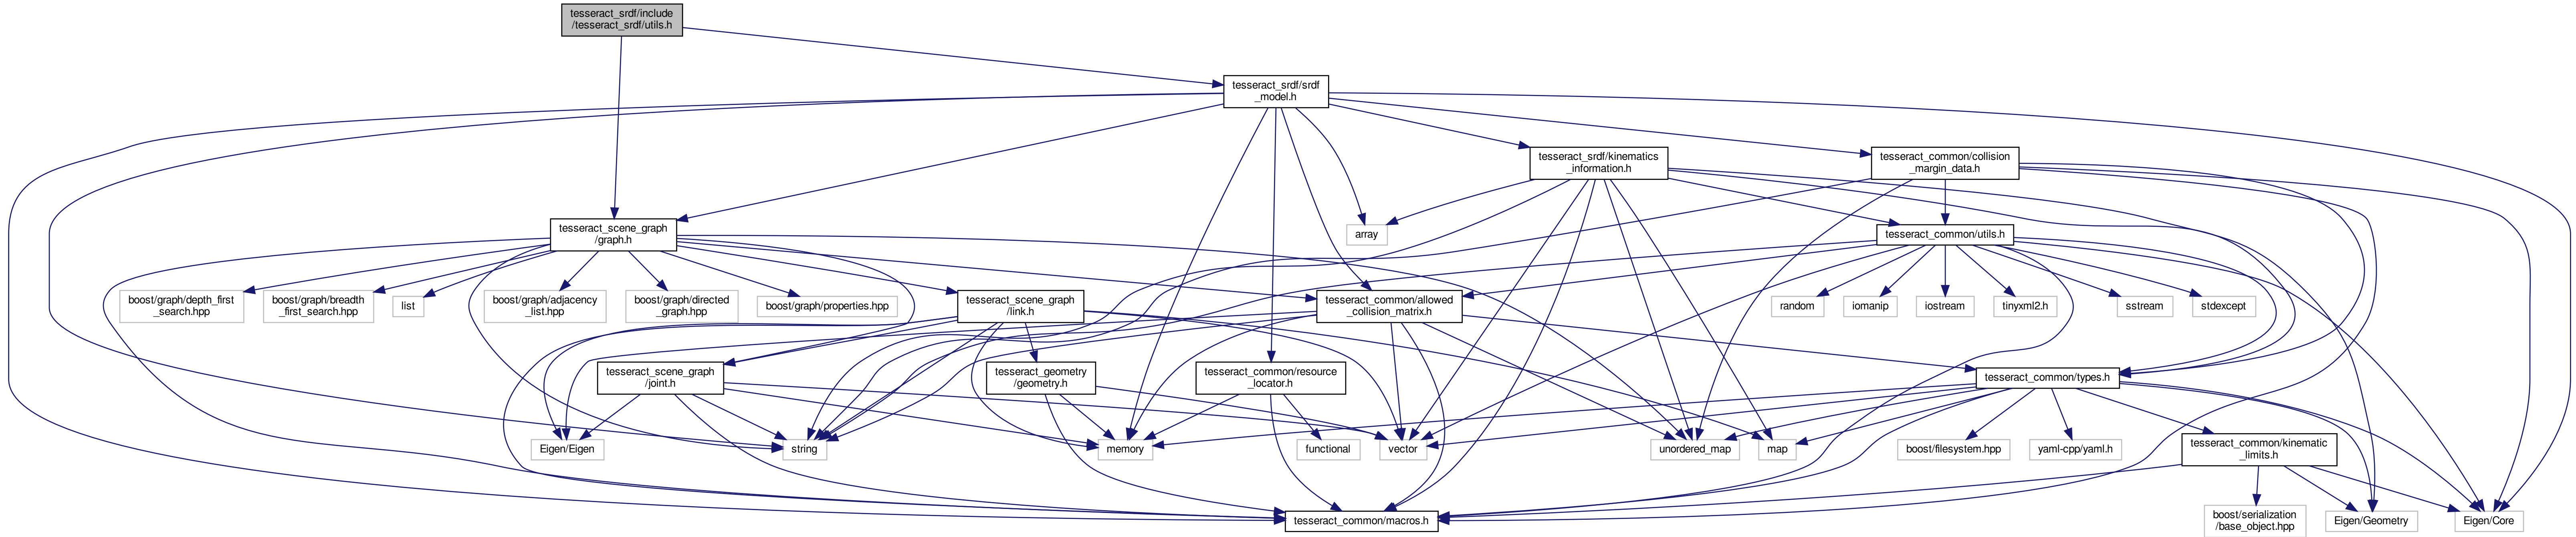 tesseract_srdf/include
/tesseract_srdf/utils.h
tesseract_srdf/srdf
_model.h
tesseract_srdf/kinematics
_information.h
tesseract_common/collision
_margin_data.h
tesseract_scene_graph
/graph.h
array
tesseract_common/utils.h
boost/graph/depth_first
_search.hpp
boost/graph/breadth
_first_search.hpp
list
boost/graph/adjacency
_list.hpp
boost/graph/directed
_graph.hpp
boost/graph/properties.hpp
tesseract_scene_graph
/link.h
tesseract_common/allowed
_collision_matrix.h
random
iomanip
iostream
tinyxml2.h
sstream
stdexcept
tesseract_scene_graph
/joint.h
tesseract_geometry
/geometry.h
tesseract_common/resource
_locator.h
tesseract_common/types.h
Eigen/Eigen
string
memory
functional
vector
unordered_map
map
boost/filesystem.hpp
yaml-cpp/yaml.h
tesseract_common/kinematic
_limits.h
tesseract_common/macros.h
boost/serialization
/base_object.hpp
Eigen/Geometry
Eigen/Core